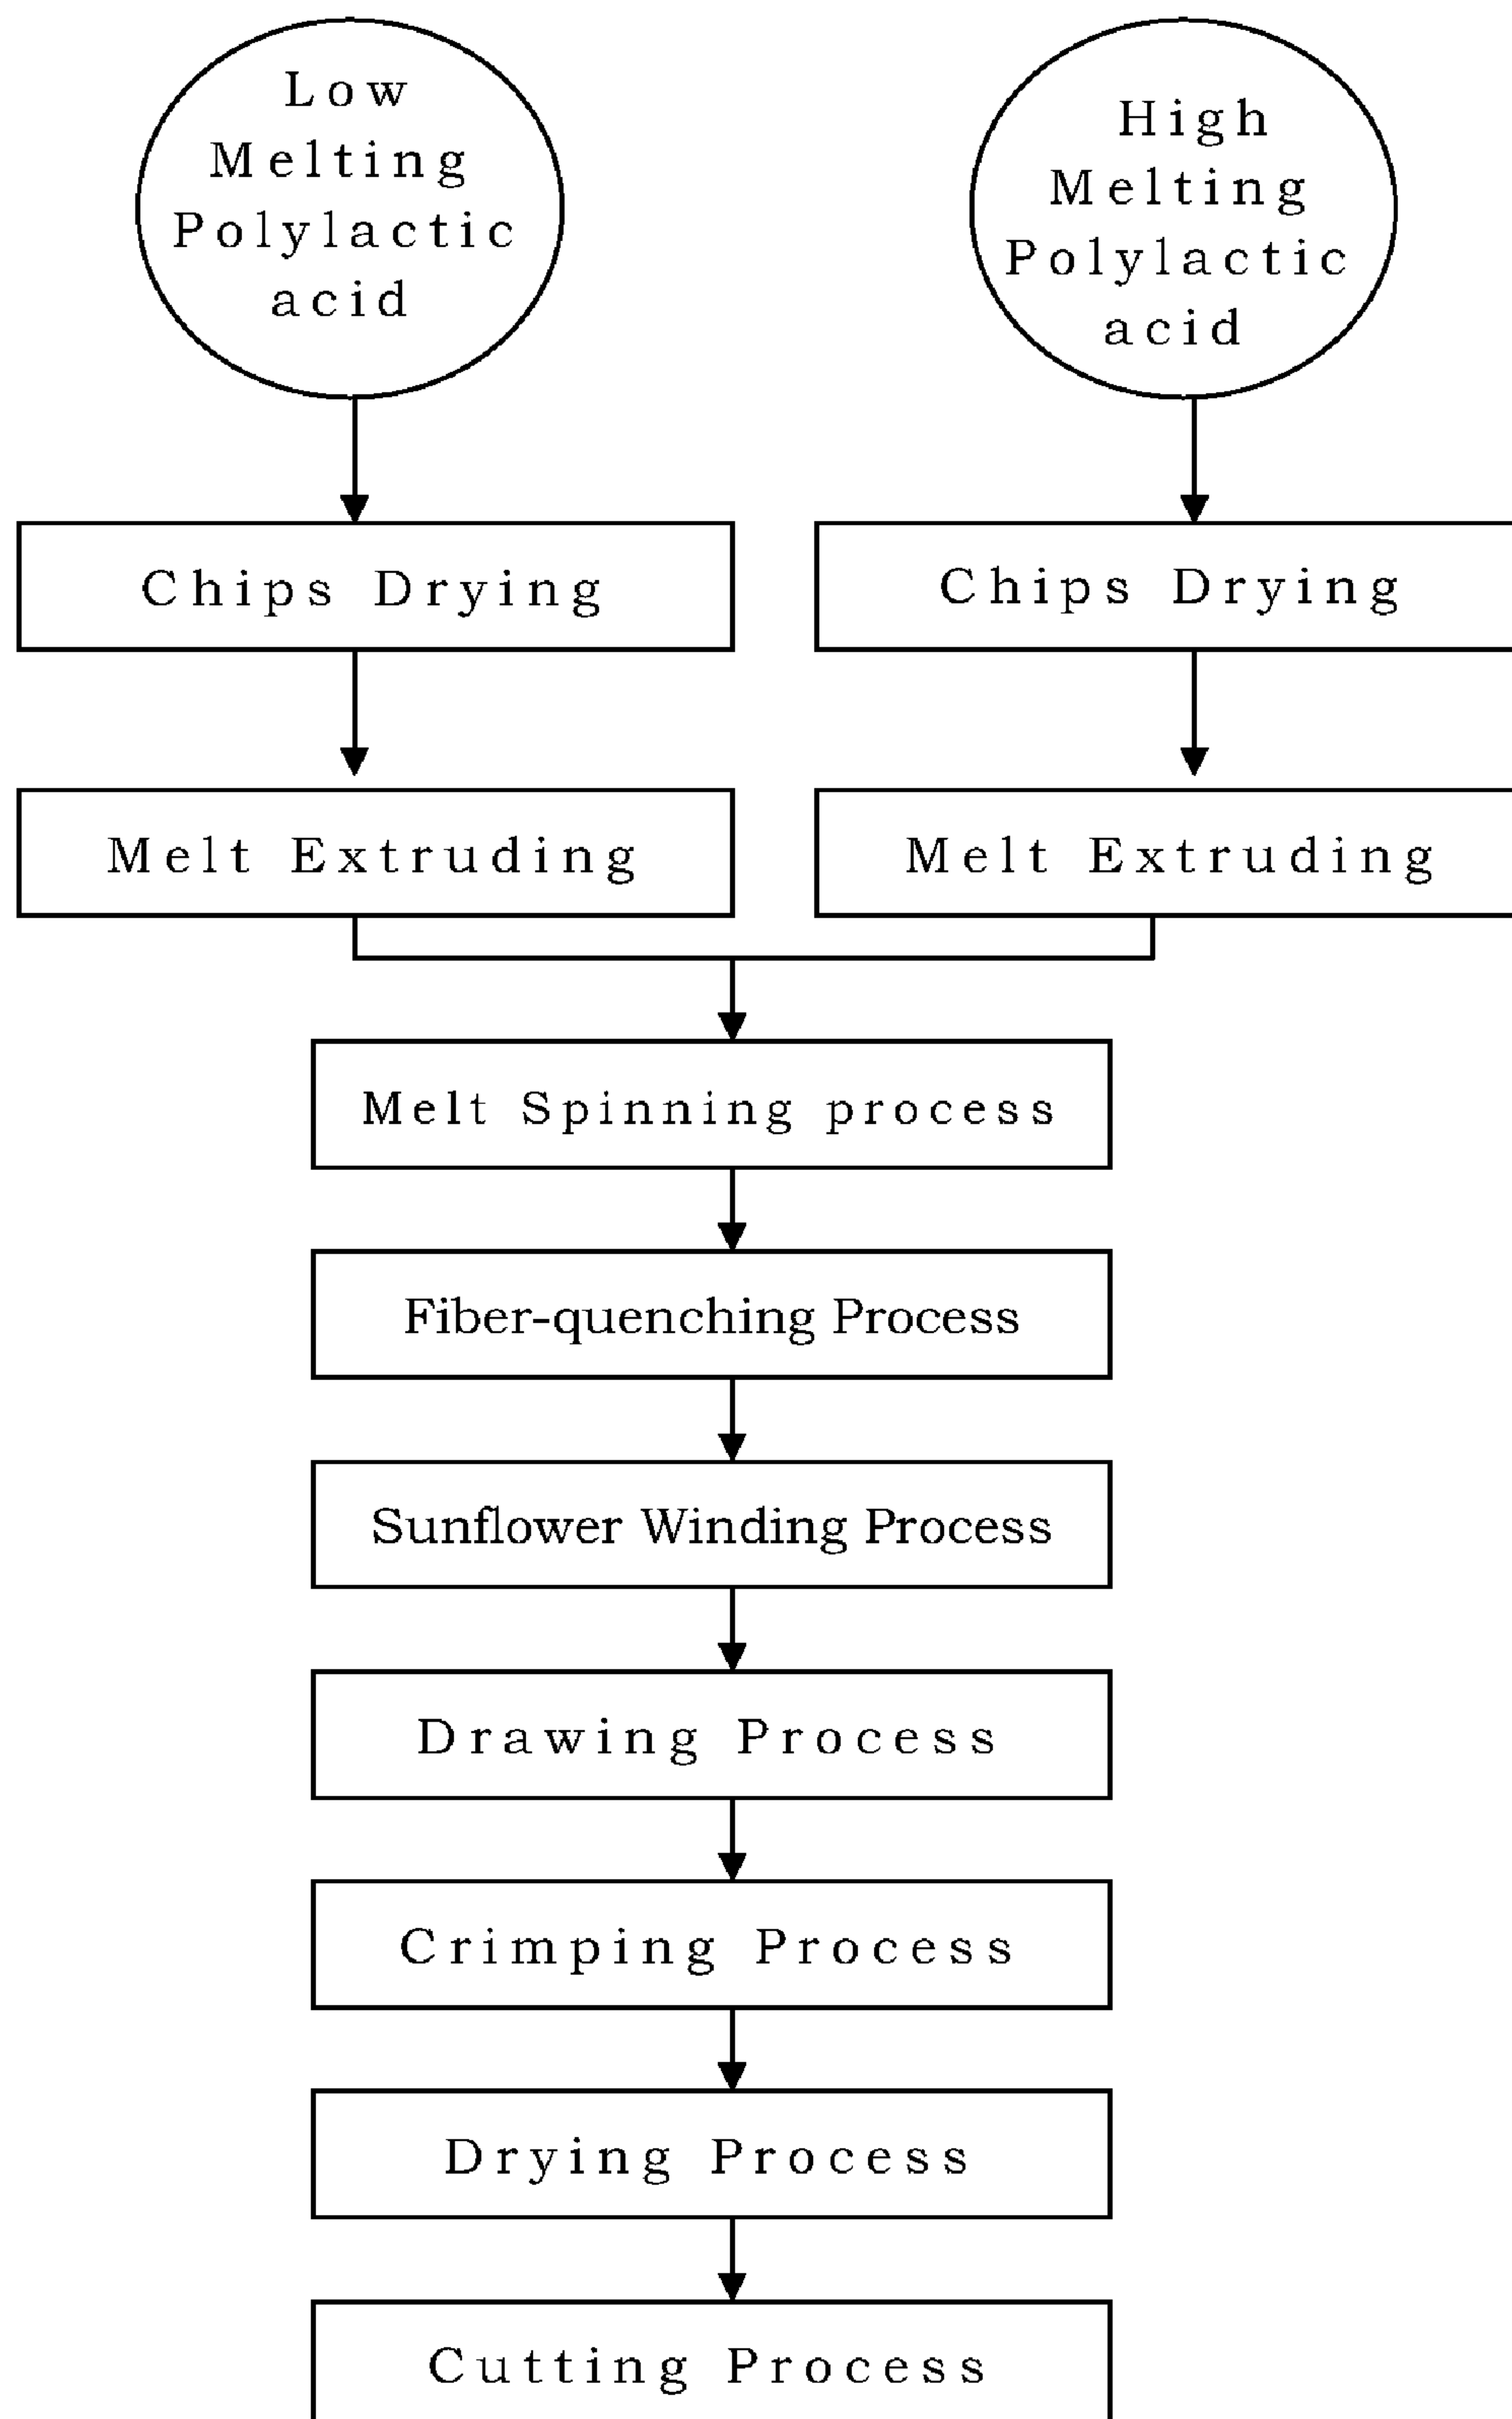 Low
Melting
Polylactic
acid
High
Melting
Polylactic
acid
Chips Drying
Chips Drying
Melt Extruding
Melt Extruding
Melt Spinning process
Fiber-quenching Process
Sunflower Winding Process
Drawing Process
Crimping Process
Drying Process
Cutting Process